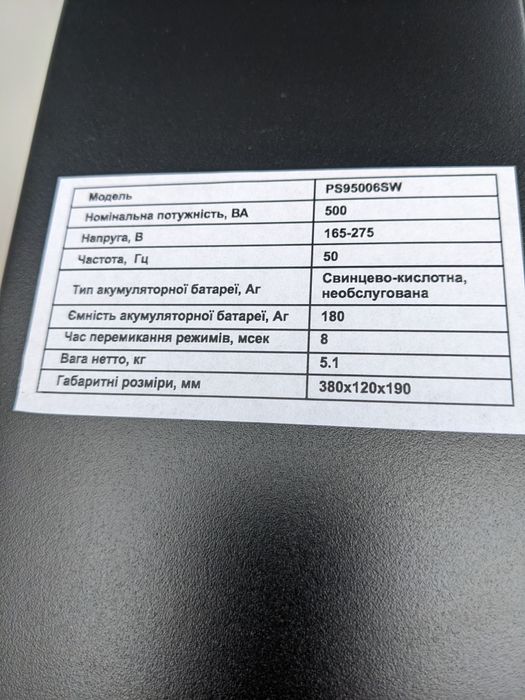 Модель PS95006SW
Номінальна потужність, ВА 500
Напруга, В 165-275
Частота, Гц 50
Тип акумуляторної батареї, Аг Свинцево-кислотна,
необслугована
Ємність акумуляторної батареї, Аг 180
Час перемикання режимів, мсек 8
Вага нетто, кг 5.1
Габаритні розміри, мм 380х120х190